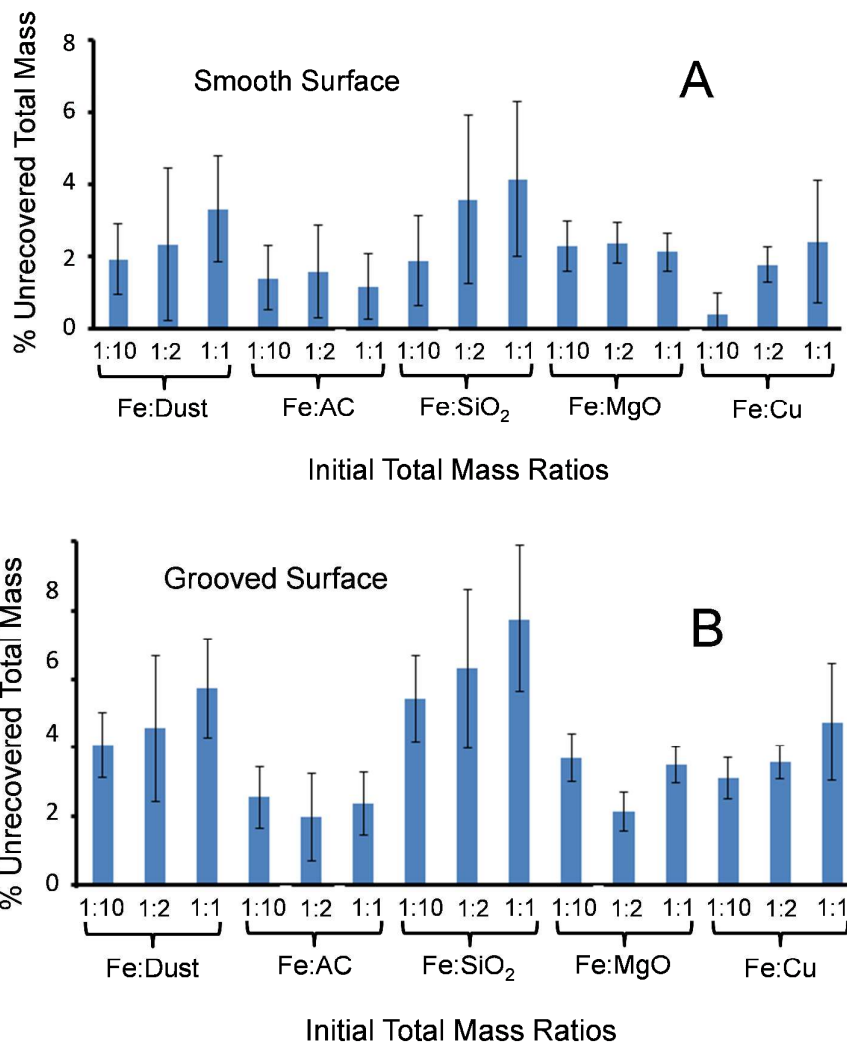 % Unrecovered Total Mass
8
6
4
2
0
Smooth Surface
A
1:10 1:2 1:1 1:10 1:2 1:1 1:10 1:2 1:1 1:10 1:2 1:1 1:10 1:2 1:1
Fe:Dust Fe:AC Fe:SiO₂ Fe:MgO Fe:Cu
Initial Total Mass Ratios
% Unrecovered Total Mass
8
6
4
2
0
Grooved Surface
B
1:10 1:2 1:1 1:10 1:2 1:1 1:10 1:2 1:1 1:10 1:2 1:1 1:10 1:2 1:1
Fe:Dust Fe:AC Fe:SiO₂ Fe:MgO Fe:Cu
Initial Total Mass Ratios